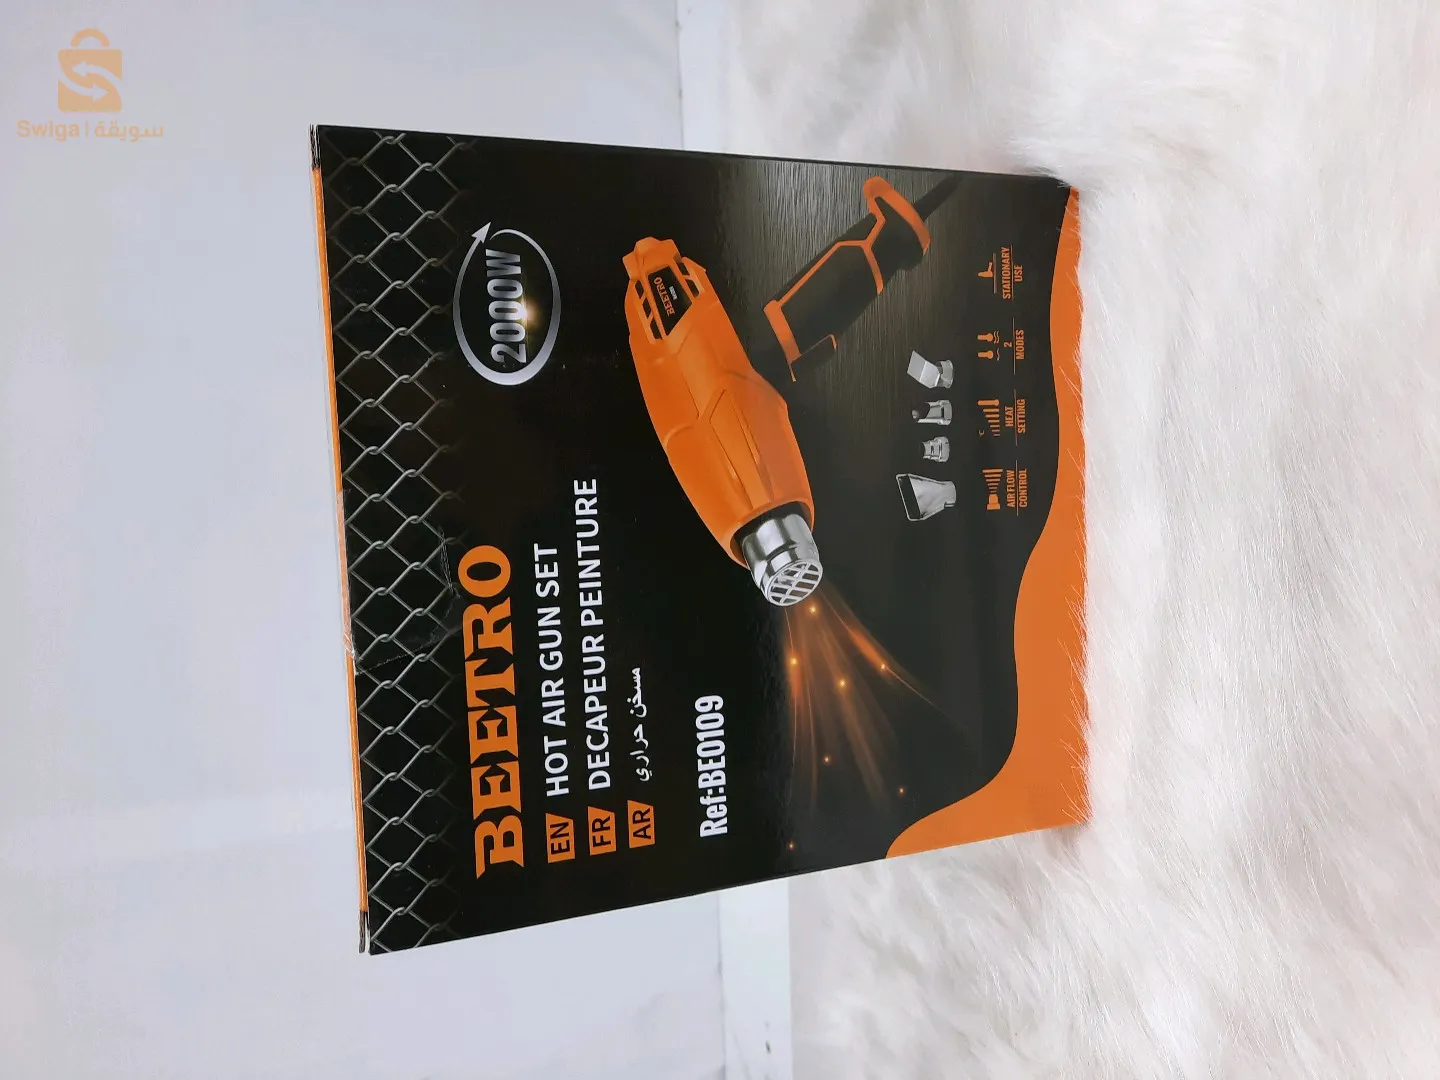 Swiga | سويقة
2000W
BEETRO
EN HOT AIR GUN SET
FR DECAPEUR PEINTURE
AR مسخن حراري
Ref:BE0109
BEETRO
AIR FLOW
CONTROL
°C
HEAT
SETTING
2
MODES
STATIONARY
USE